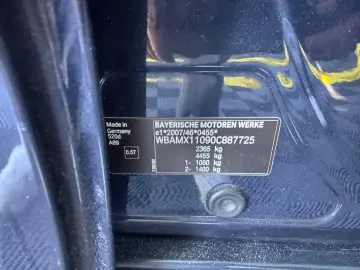 Made in
Germany
5204
A89
0.57
BAYERISCHE MOTOREN WERKE
e1*2007/46*0455*
WBAMX11090C887725
2365 kg
4455 kg
1- 1060 kg
2- 1400 kg